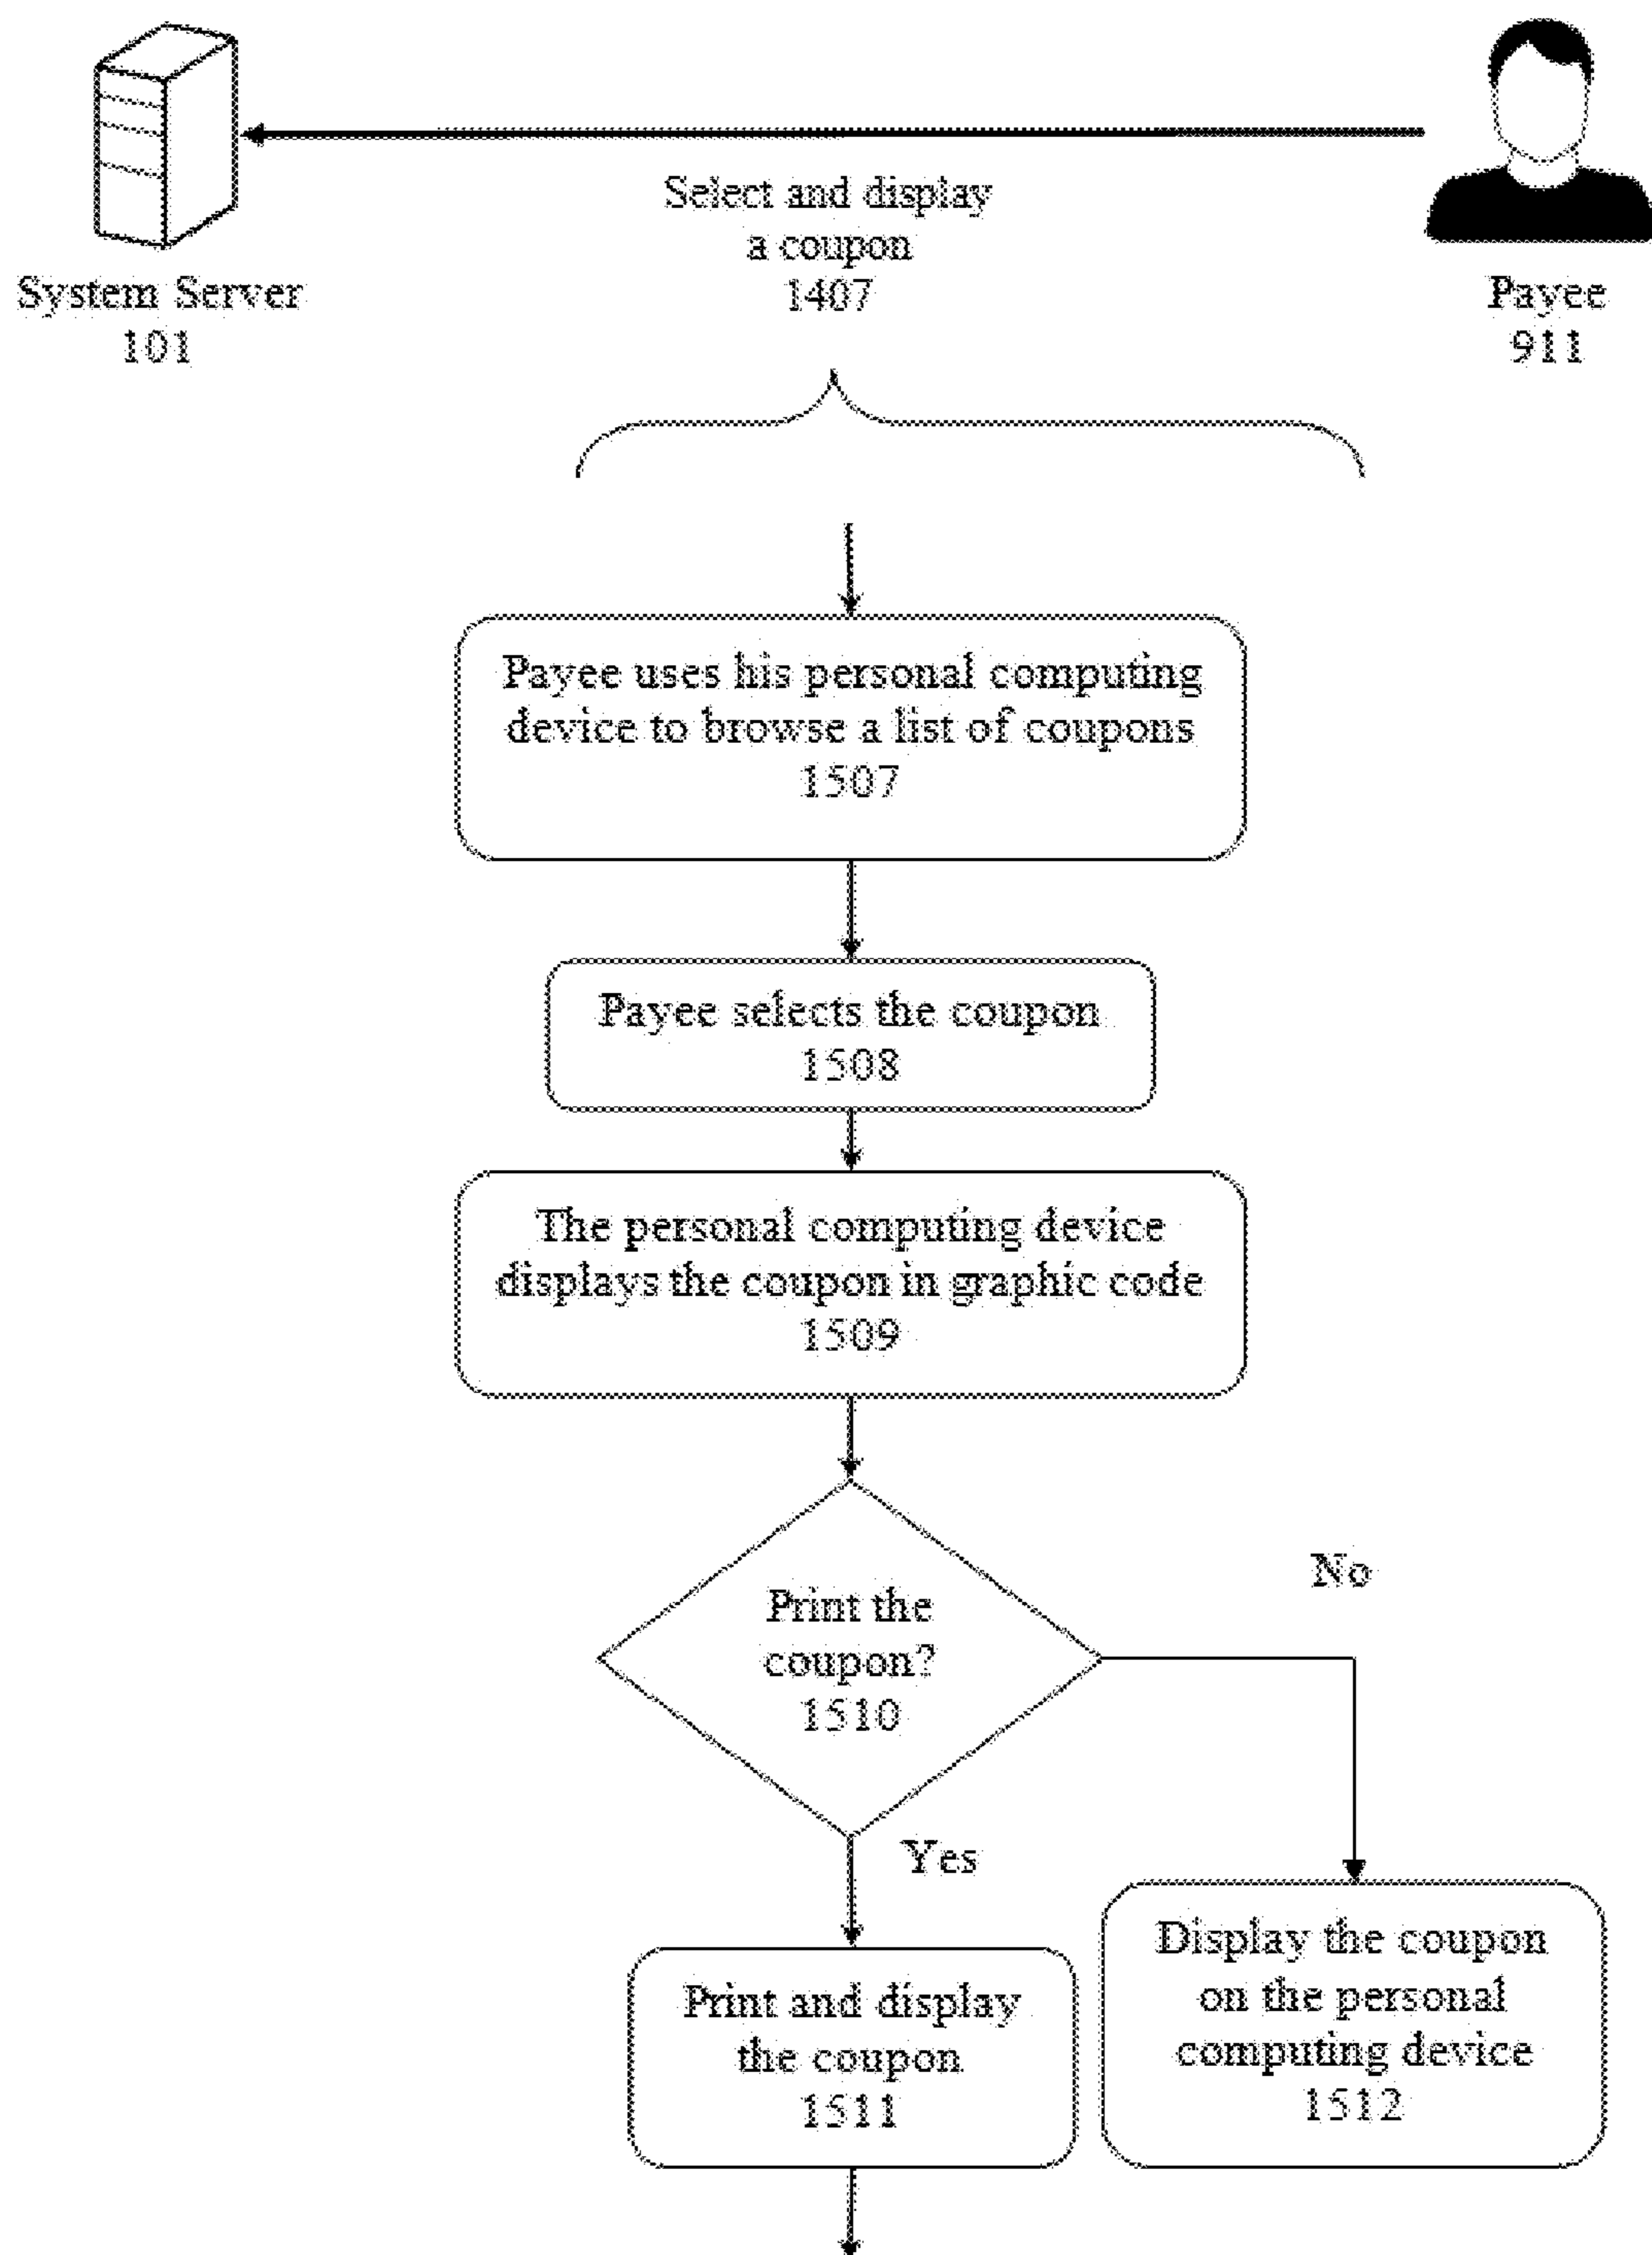 Select and display
a coupon
1407
System Server
101
Payee
911
Payee uses his personal computing
device to browse a list of coupons
1507
Payee selects the coupon
1508
The personal computing device
displays the coupon in graphic code
1509
Print the
coupon?
1510
No
Yes
Print and display
the coupon
1511
Display the coupon
on the personal
computing device
1512